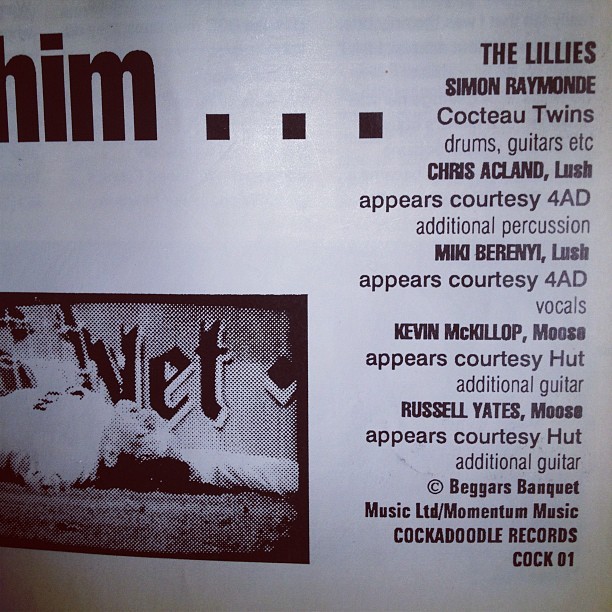 him . . .
THE LILLIES
SIMON RAYMONDE
Cocteau Twins
drums, guitars etc
CHRIS ACLAND, Lush
appears courtesy 4AD
additional percussion
MIKI BERENYI, Lush
appears courtesy 4AD
vocals
KEVIN McKILLOP, Moose
appears courtesy Hut
additional guitar
RUSSELL YATES, Moose
appears courtesy Hut
additional guitar
© Beggars Banquet
Music Ltd/Momentum Music
COCKADOODLE RECORDS
COCK 01
vet